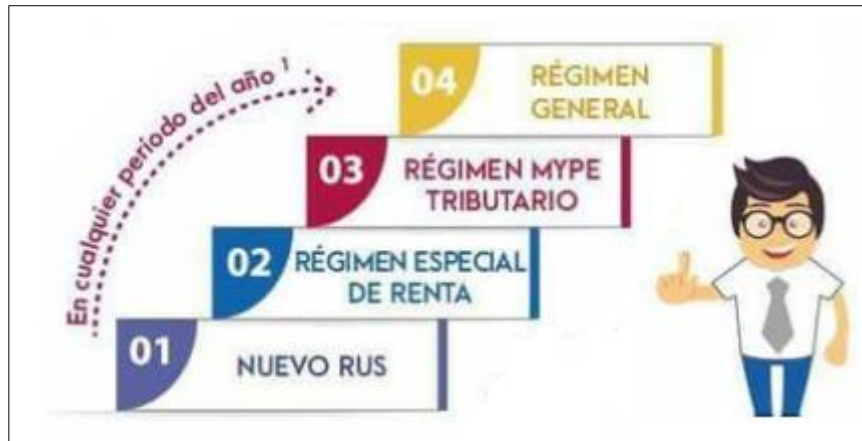 En cualquier periodo del año ¹
04
RÉGIMEN
GENERAL
03
RÉGIMEN MYPE
TRIBUTARIO
02
RÉGIMEN ESPECIAL
DE RENTA
01
NUEVO RUS